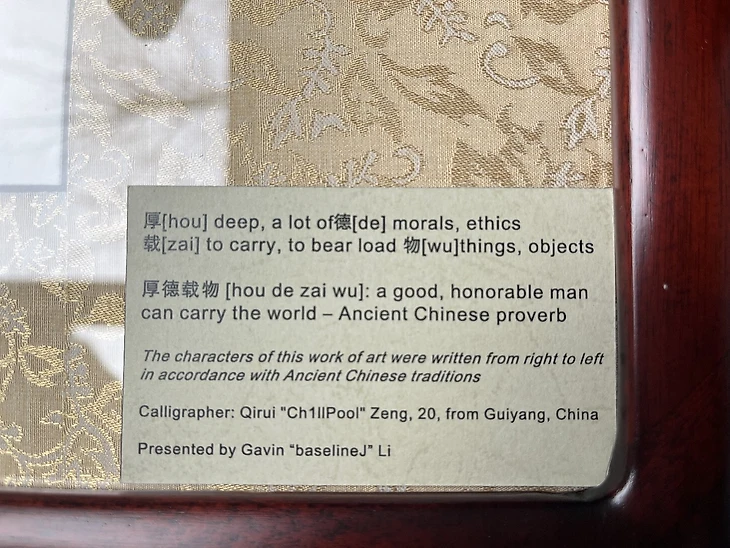 厚[hou] deep, a lot of德[de] morals, ethics
载[zai] to carry, to bear load 物[wu]things, objects
厚德载物 [hou de zai wu]: a good, honorable man
can carry the world – Ancient Chinese proverb
The characters of this work of art were written from right to left
in accordance with Ancient Chinese traditions
Calligrapher: Qirui "Ch1llPool" Zeng, 20, from Guiyang, China
Presented by Gavin “baselineJ” Li